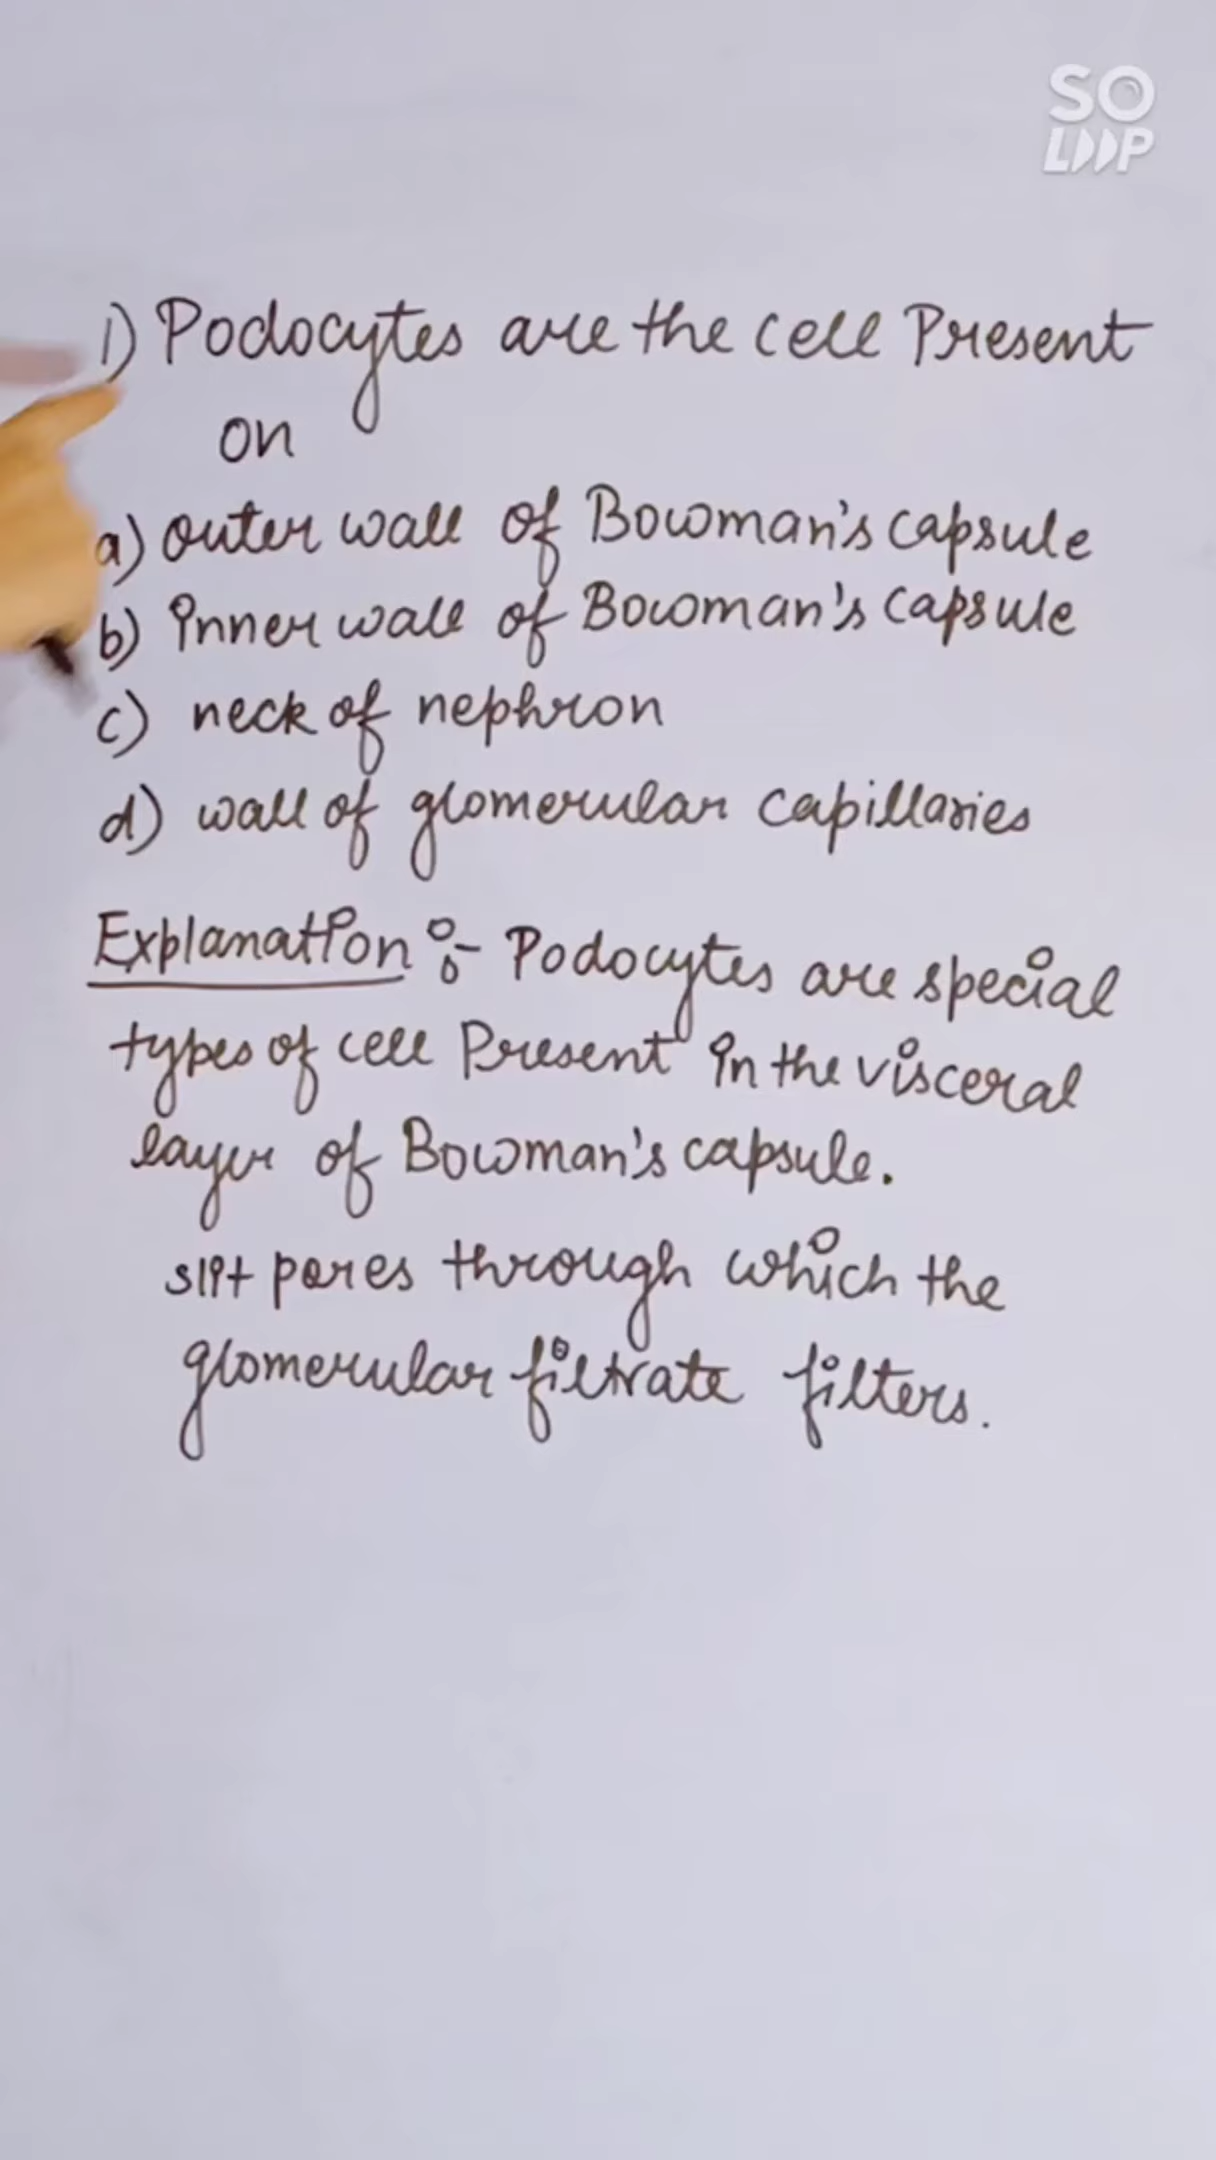 SO
LOOP
1) Podocytes are the cell Present
on
a) outer wall of Bowman's capsule
b) inner wall of Bowman's capsule
c) neck of nephron
d) wall of glomerular capillaries
Explanation :- Podocytes are special
types of cell Present in the visceral
layer of Bowman's capsule.
slit pores through which the
glomerular filtrate filters.